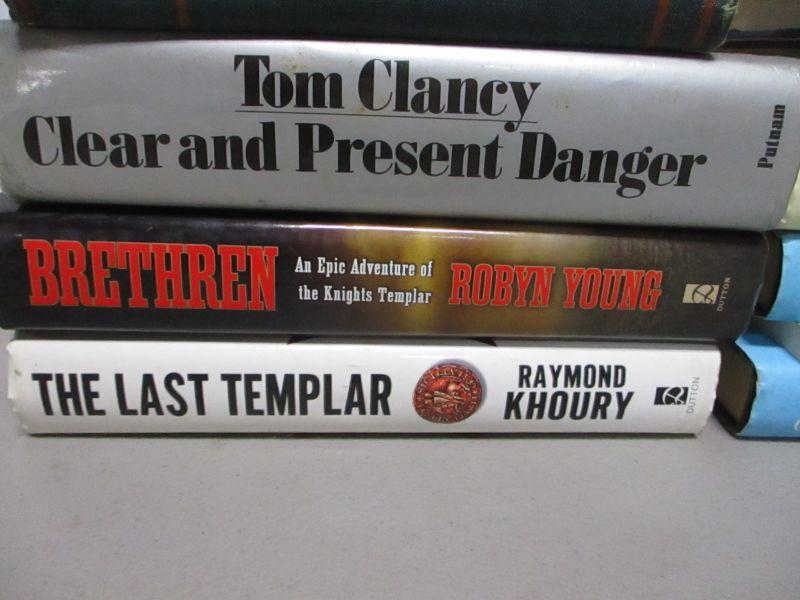 Tom Clancy
Clear and Present Danger
Putnam
BRETHREN
An Epic Adventure of
the Knights Templar
ROBYN YOUNG
DUTTON
THE LAST TEMPLAR
RAYMOND
KHOURY
DUTTON